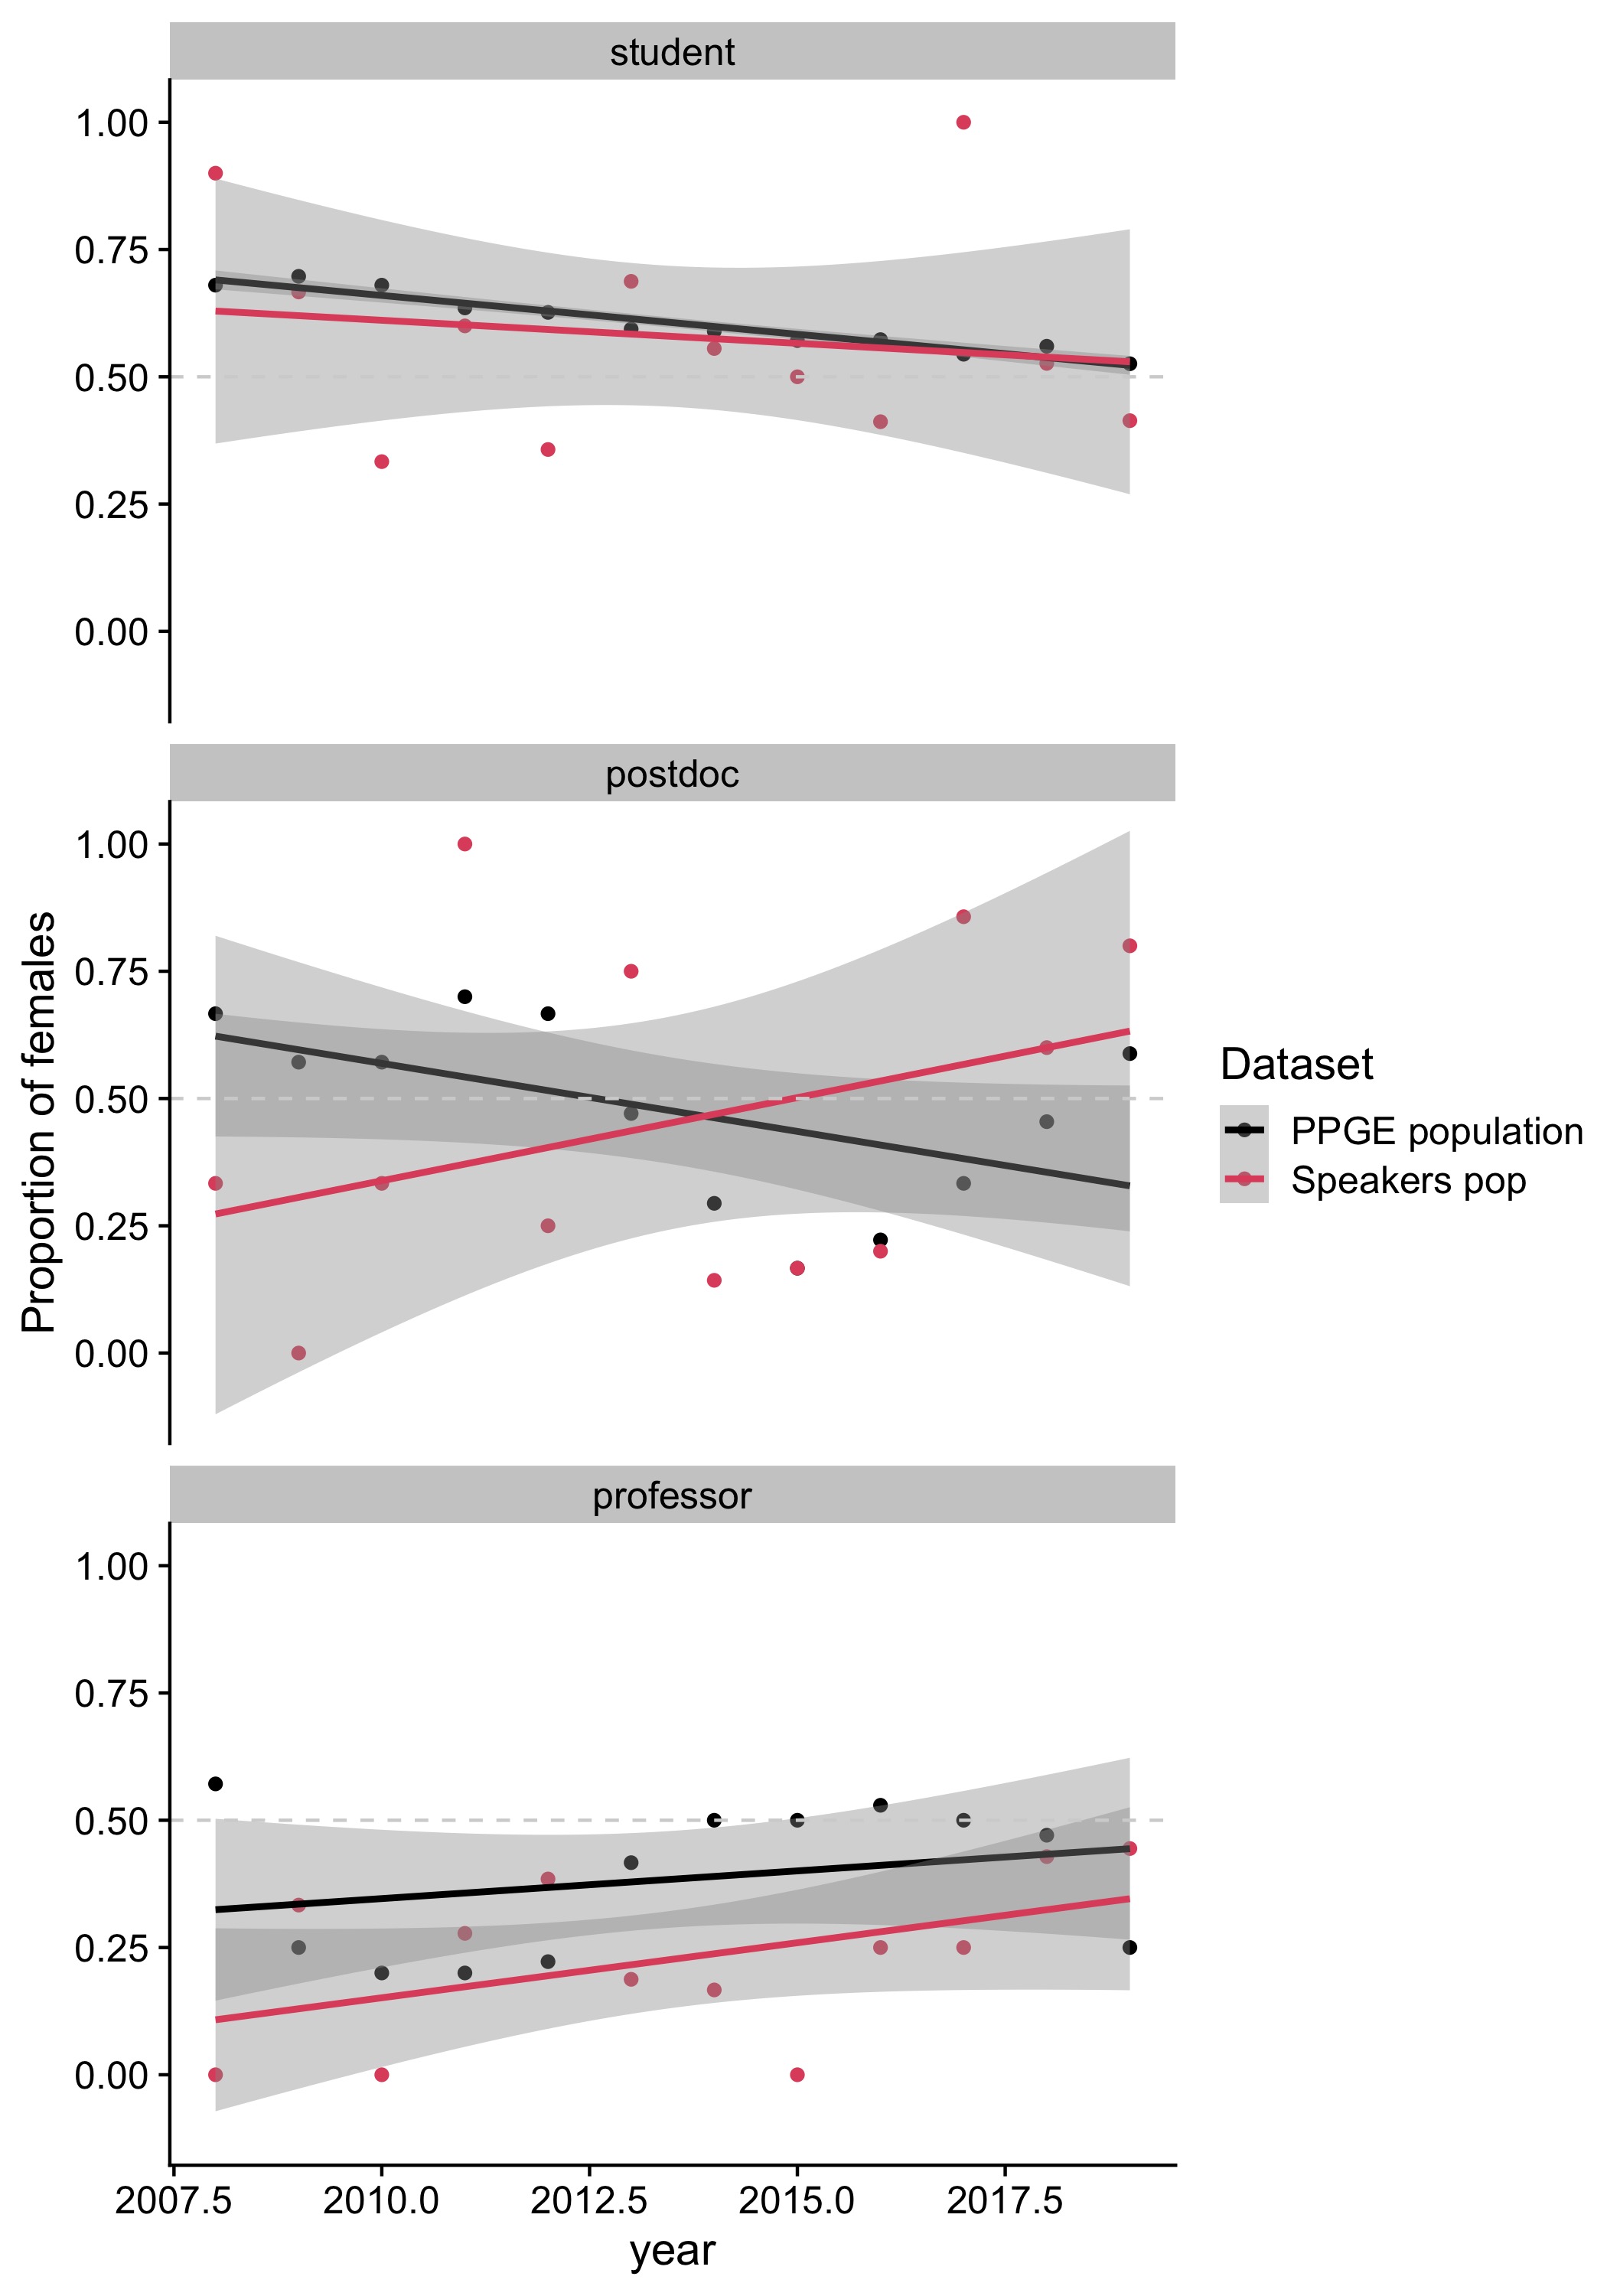 student
1.00
0.75
0.50
0.25
0.00
postdoc
1.00
0.75
0.50
0.25
0.00
professor
1.00
0.75
0.50
0.25
0.00
2007.5 2010.0 2012.5 2015.0 2017.5
year
Proportion of females
Dataset
PPGE population
Speakers pop